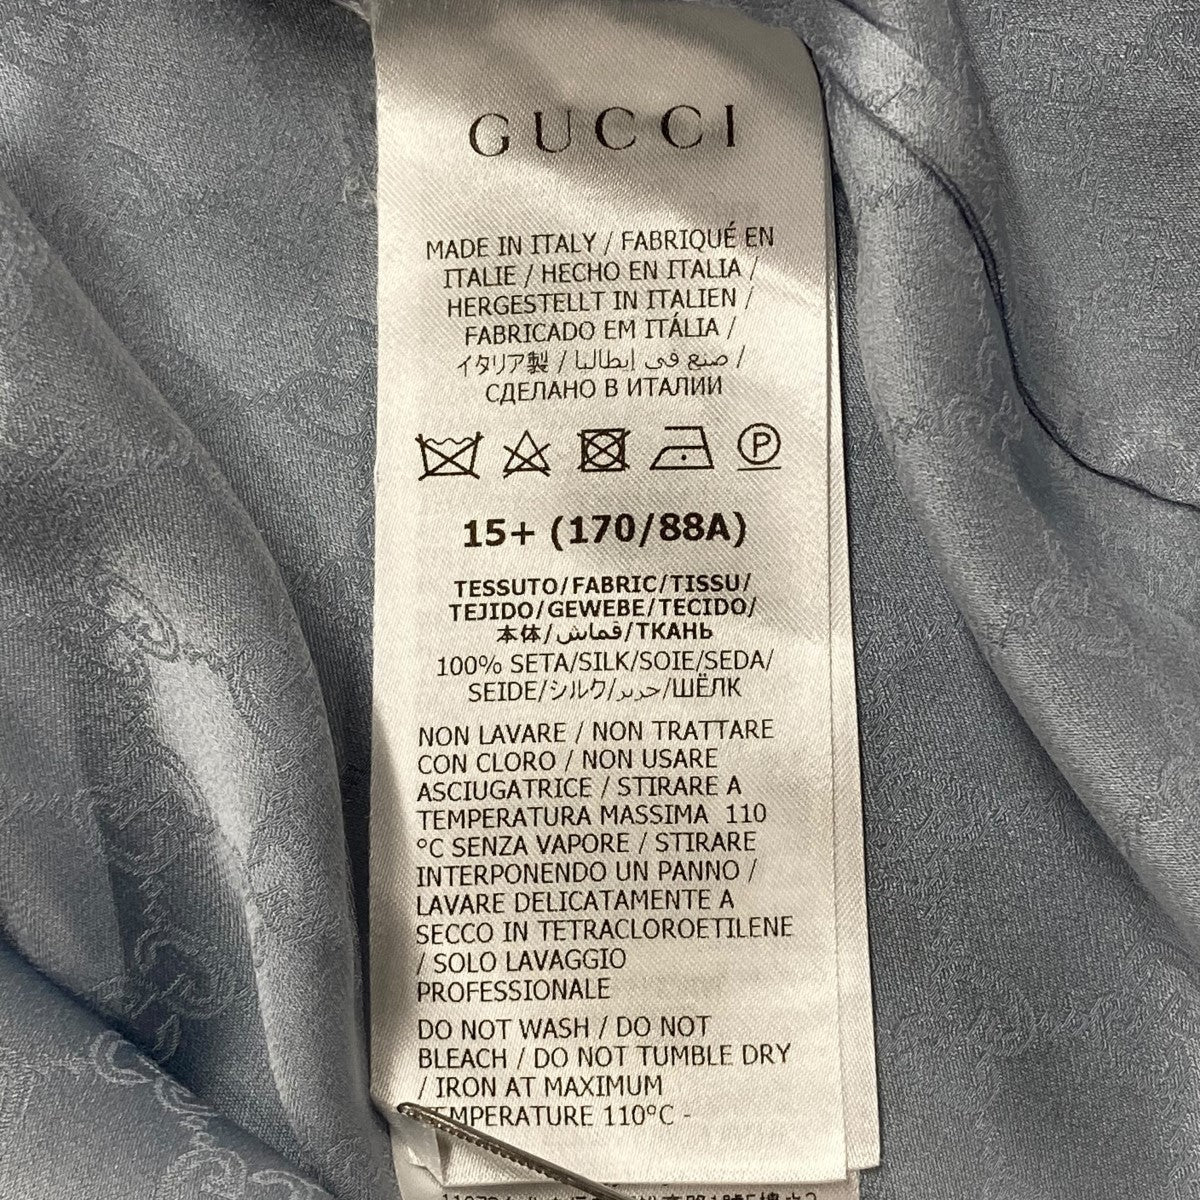 GUCCI
MADE IN ITALY / FABRIQUÉ EN
ITALIE / HECHO EN ITALIA /
HERGESTELLT IN ITALIEN /
FABRICADO EM ITÁLIA /
イタリア製 / صنع في إيطاليا /
СДЕЛАНО В ИТАЛИИ
P
15+ (170/88A)
TESSUTO/FABRIC/TISSU/
TEJIDO/GEWEBE/TECIDO/
本体/قماش/ТКАНЬ
100% SETA/SILK/SOIE/SEDA/
SEIDE/シルク/حرير/ШЁЛК
NON LAVARE / NON TRATTARE
CON CLORO / NON USARE
ASCIUGATRICE / STIRARE A
TEMPERATURA MASSIMA 110
°C SENZA VAPORE / STIRARE
INTERPONENDO UN PANNO /
LAVARE DELICATAMENTE A
SECCO IN TETRACLOROETILENE
/ SOLO LAVAGGIO
PROFESSIONALE
DO NOT WASH / DO NOT
BLEACH / DO NOT TUMBLE DRY
/ IRON AT MAXIMUM
TEMPERATURE 110°C -